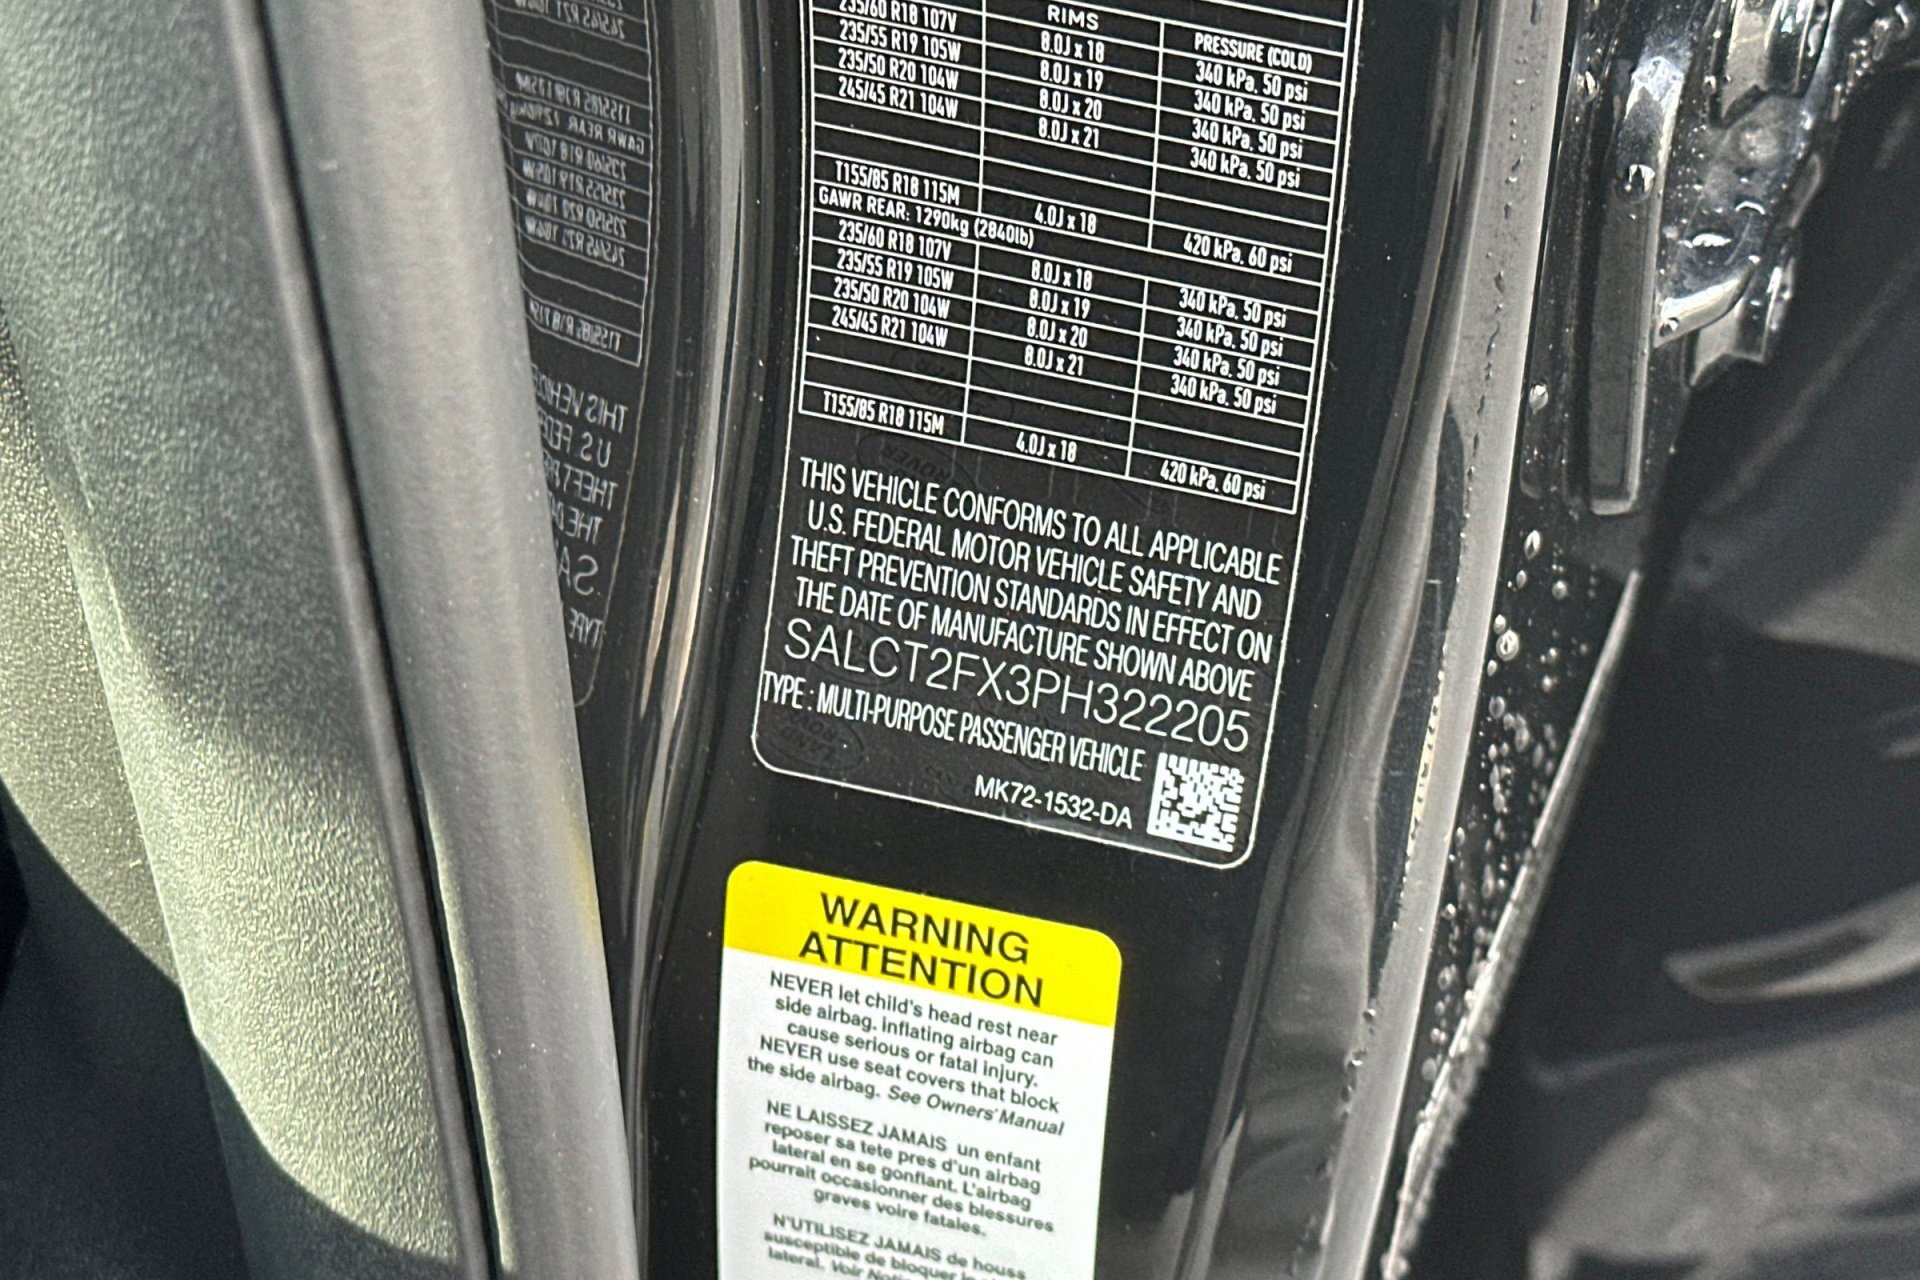 RIMS
PRESSURE (COLD)
235/60 R18 107V 8.0J x 18 340 kPa, 50 psi
235/55 R19 105W 8.0J x 19 340 kPa, 50 psi
235/50 R20 104W 8.0J x 20 340 kPa, 50 psi
245/45 R21 104W 8.0J x 21 340 kPa, 50 psi
T155/85 R18 115M 4.0J x 18 420 kPa, 60 psi
GAWR REAR: 1290kg (2840lb)
235/60 R18 107V 8.0J x 18 340 kPa, 50 psi
235/55 R19 105W 8.0J x 19 340 kPa, 50 psi
235/50 R20 104W 8.0J x 20 340 kPa, 50 psi
245/45 R21 104W 8.0J x 21 340 kPa, 50 psi
T155/85 R18 115M 4.0J x 18 420 kPa, 60 psi
THIS VEHICLE CONFORMS TO ALL APPLICABLE
U.S. FEDERAL MOTOR VEHICLE SAFETY AND
THEFT PREVENTION STANDARDS IN EFFECT ON
THE DATE OF MANUFACTURE SHOWN ABOVE
SALCT2FX3PH322205
TYPE : MULTI-PURPOSE PASSENGER VEHICLE
MK72-1532-DA
WARNING
ATTENTION
NEVER let child's head rest near
side airbag. Inflating airbag can
cause serious or fatal injury.
NEVER use seat covers that block
the side airbag. See Owners' Manual
NE LAISSEZ JAMAIS un enfant
reposer sa tete pres d'un airbag
lateral en se gonflant. L'airbag
pourrait occasionner des blessures
graves voire fatales.
N'UTILISEZ JAMAIS de houss
susceptible de bloquer
lateral. Voir